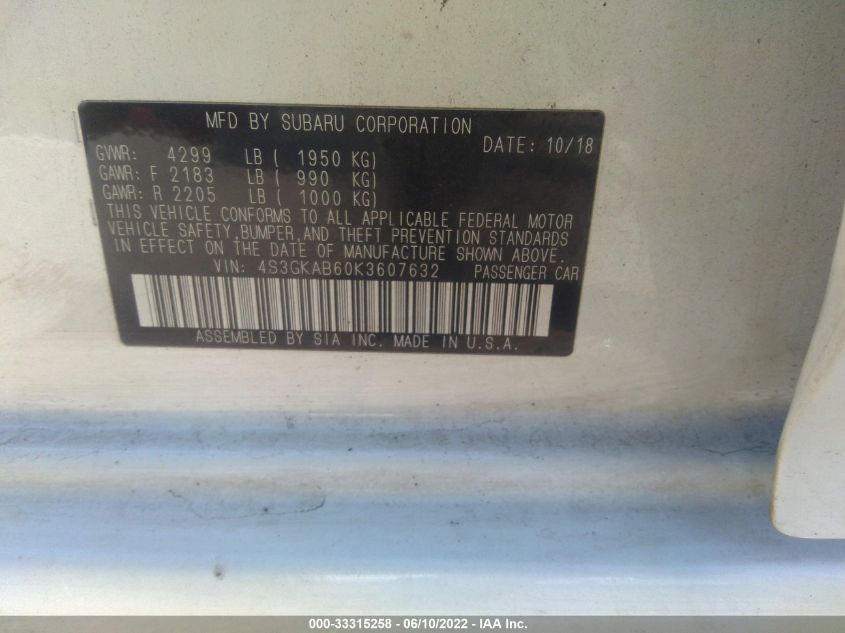 MFD BY SUBARU CORPORATION
DATE: 10/18
GVWR: 4299 LB ( 1950 KG)
GAWR: F 2183 LB ( 990 KG)
GAWR: R 2205 LB ( 1000 KG)
THIS VEHICLE CONFORMS TO ALL APPLICABLE FEDERAL MOTOR
VEHICLE SAFETY,BUMPER,AND THEFT PREVENTION STANDARDS
IN EFFECT ON THE DATE OF MANUFACTURE SHOWN ABOVE.
VIN: 4S3GKAB60K3607632 PASSENGER CAR
ASSEMBLED BY SIA INC. MADE IN U.S.A.
000-33315258 - 06/10/2022 - IAA Inc.